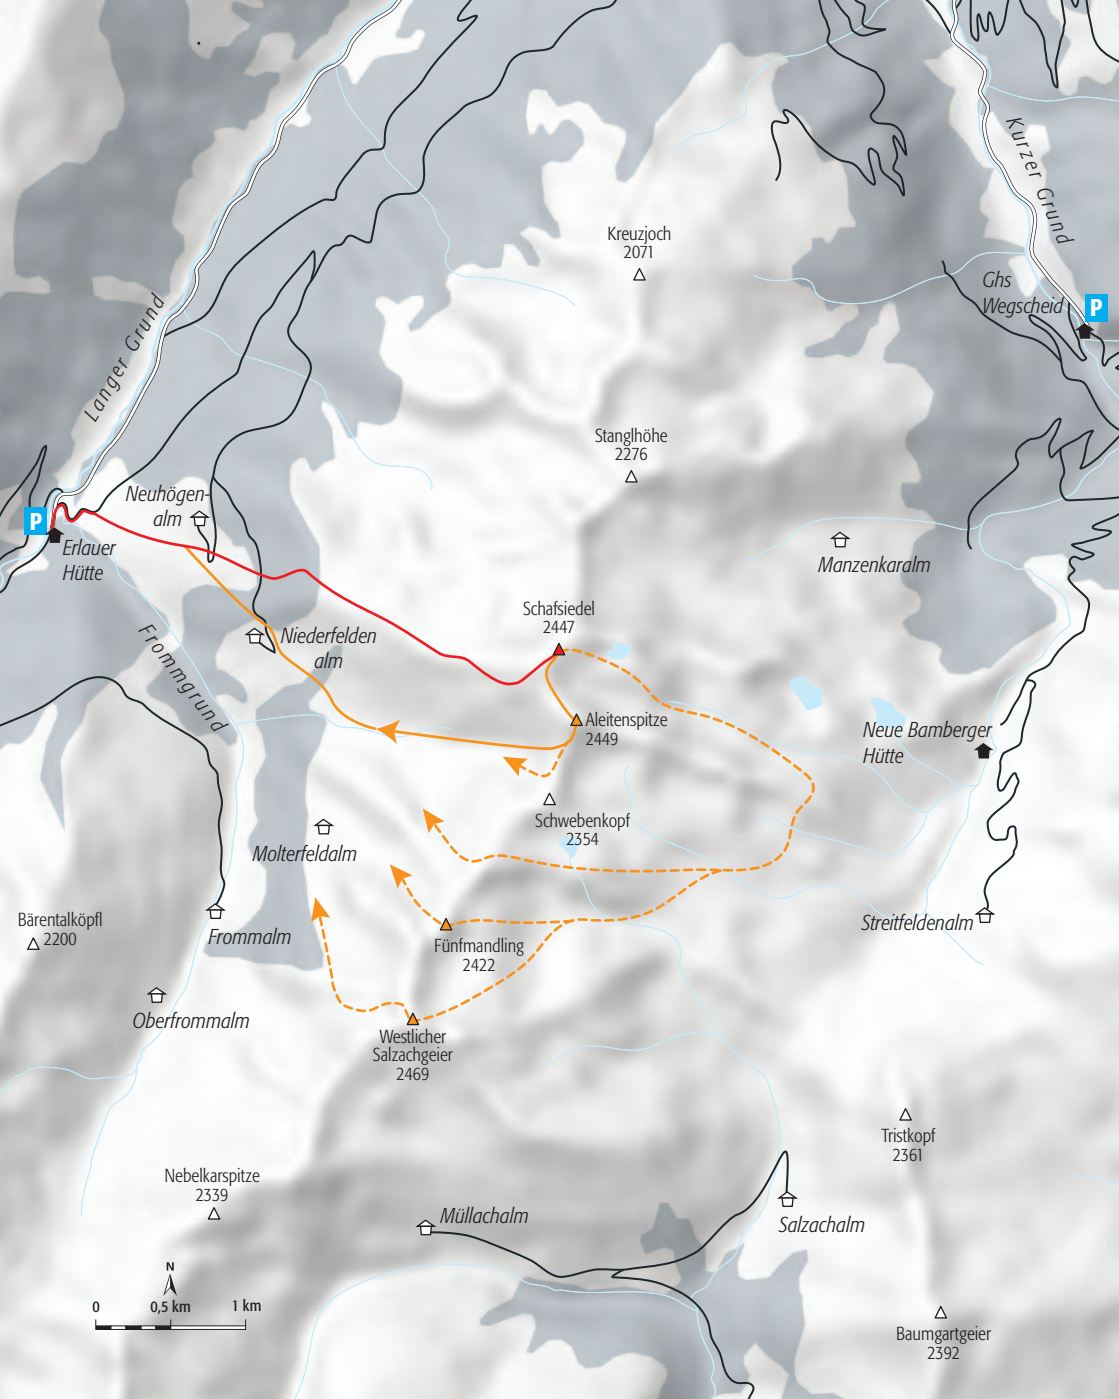 Kurzer Grund
Kreuzjoch
2071
Ghs
Wegscheid
P
Langer Grund
Stanglhöhe
2276
Neuhögen-
alm
P
Erlauer
Hütte
Manzenkaralm
Schafsiedel
2447
Niederfelden
alm
Frommgrund
Aleitenspitze
2449
Neue Bamberger
Hütte
Schwebenkopf
2354
Molterfeldalm
Bärentalköpfl
2200
Frommalm
Streitfeldenalm
Fünfmandling
2422
Oberfrommalm
Westlicher
Salzachgeier
2469
Tristkopf
2361
Nebelkarspitze
2339
Müllachalm
Salzachalm
N
0 0,5 km 1 km
Baumgartgeier
2392